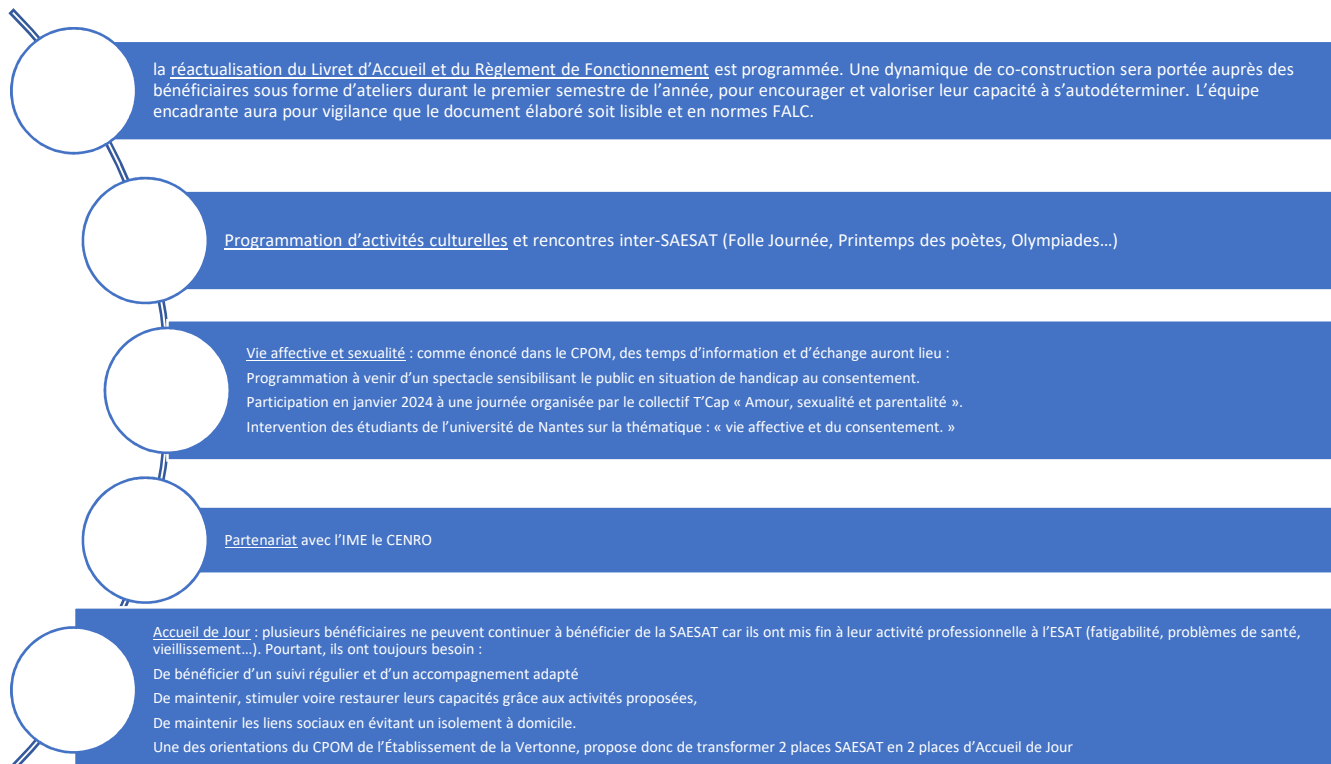 la réactualisation du Livret d’Accueil et du Règlement de Fonctionnement est programmée. Une dynamique de co-construction sera portée auprès des
bénéficiaires sous forme d’ateliers durant le premier semestre de l’année, pour encourager et valoriser leur capacité à s’autodéterminer. L’équipe
encadrante aura pour vigilance que le document élaboré soit lisible et en normes FALC.
Programmation d’activités culturelles et rencontres inter-SAESAT (Folle Journée, Printemps des poètes, Olympiades…)
Vie affective et sexualité : comme énoncé dans le CPOM, des temps d’information et d’échange auront lieu :
Programmation à venir d’un spectacle sensibilisant le public en situation de handicap au consentement.
Participation en janvier 2024 à une journée organisée par le collectif T’Cap « Amour, sexualité et parentalité ».
Intervention des étudiants de l’université de Nantes sur la thématique : « vie affective et du consentement. »
Partenariat avec l’IME le CENRO
Accueil de Jour : plusieurs bénéficiaires ne peuvent continuer à bénéficier de la SAESAT car ils ont mis fin à leur activité professionnelle à l’ESAT (fatigabilité, problèmes de santé,
vieillissement…). Pourtant, ils ont toujours besoin :
De bénéficier d’un suivi régulier et d’un accompagnement adapté
De maintenir, stimuler voire restaurer leurs capacités grâce aux activités proposées,
De maintenir les liens sociaux en évitant un isolement à domicile.
Une des orientations du CPOM de l’Établissement de la Vertonne, propose donc de transformer 2 places SAESAT en 2 places d’Accueil de Jour